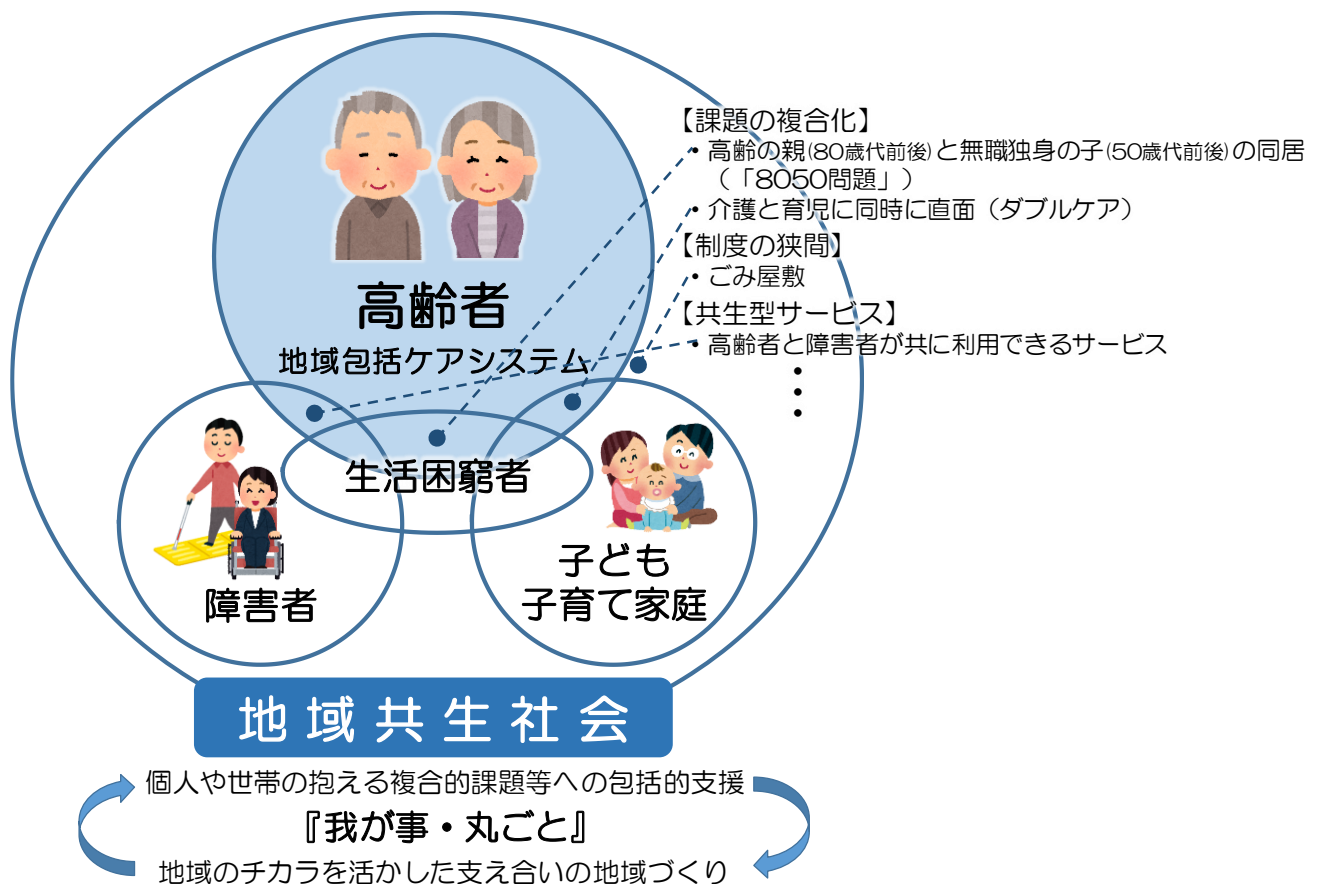 高齢者
地域包括ケアシステム
生活困窮者
障害者
子ども
子育て家庭
【課題の複合化】
・高齢の親(80歳代前後)と無職独身の子(50歳代前後)の同居
(「8050問題」)
・介護と育児に同時に直面(ダブルケア)
【制度の狭間】
・ごみ屋敷
【共生型サービス】
・高齢者と障害者が共に利用できるサービス
・
・
・
地域共生社会
個人や世帯の抱える複合的課題等への包括的支援
『我が事・丸ごと』
地域のチカラを活かした支え合いの地域づくり